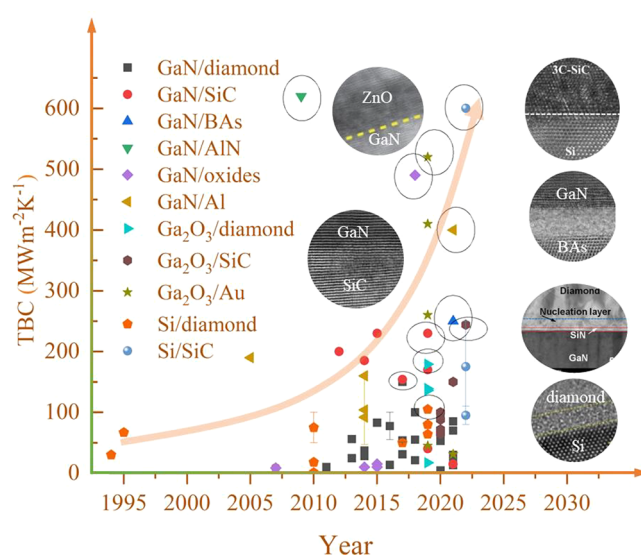 TBC (MWm⁻²K⁻¹)
600
500
400
300
200
100
0
1995
2000
2005
2010
2015
2020
2025
2030
Year
GaN/diamond
GaN/SiC
GaN/BAs
GaN/AlN
GaN/oxides
GaN/Al
Ga₂O₃/diamond
Ga₂O₃/SiC
Ga₂O₃/Au
Si/diamond
Si/SiC
ZnO
GaN
GaN
SiC
3C-SiC
Si
GaN
BAs
Diamond
Nucleation layer
SiN
GaN
diamond
Si